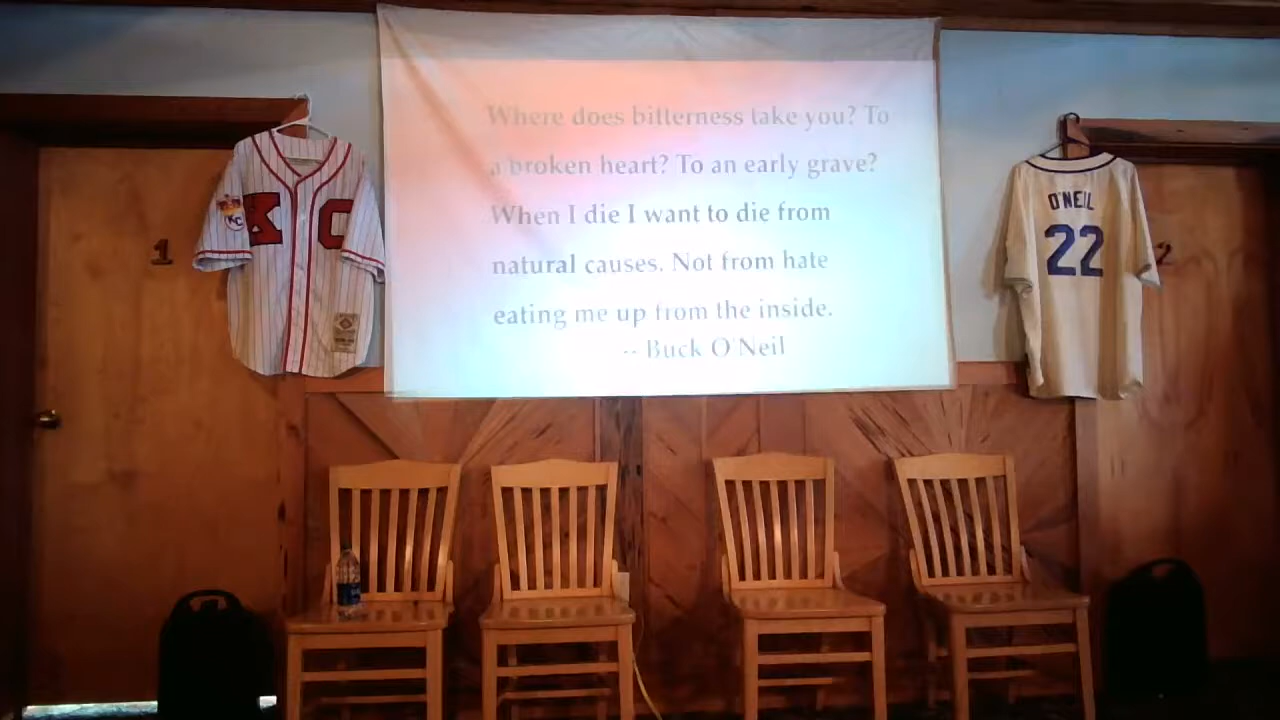 Where does bitterness take you? To
a broken heart? To an early grave?
When I die I want to die from
natural causes. Not from hate
eating me up from the inside.
-- Buck O'Neil
1
KC
K C
O'NEIL
22
2